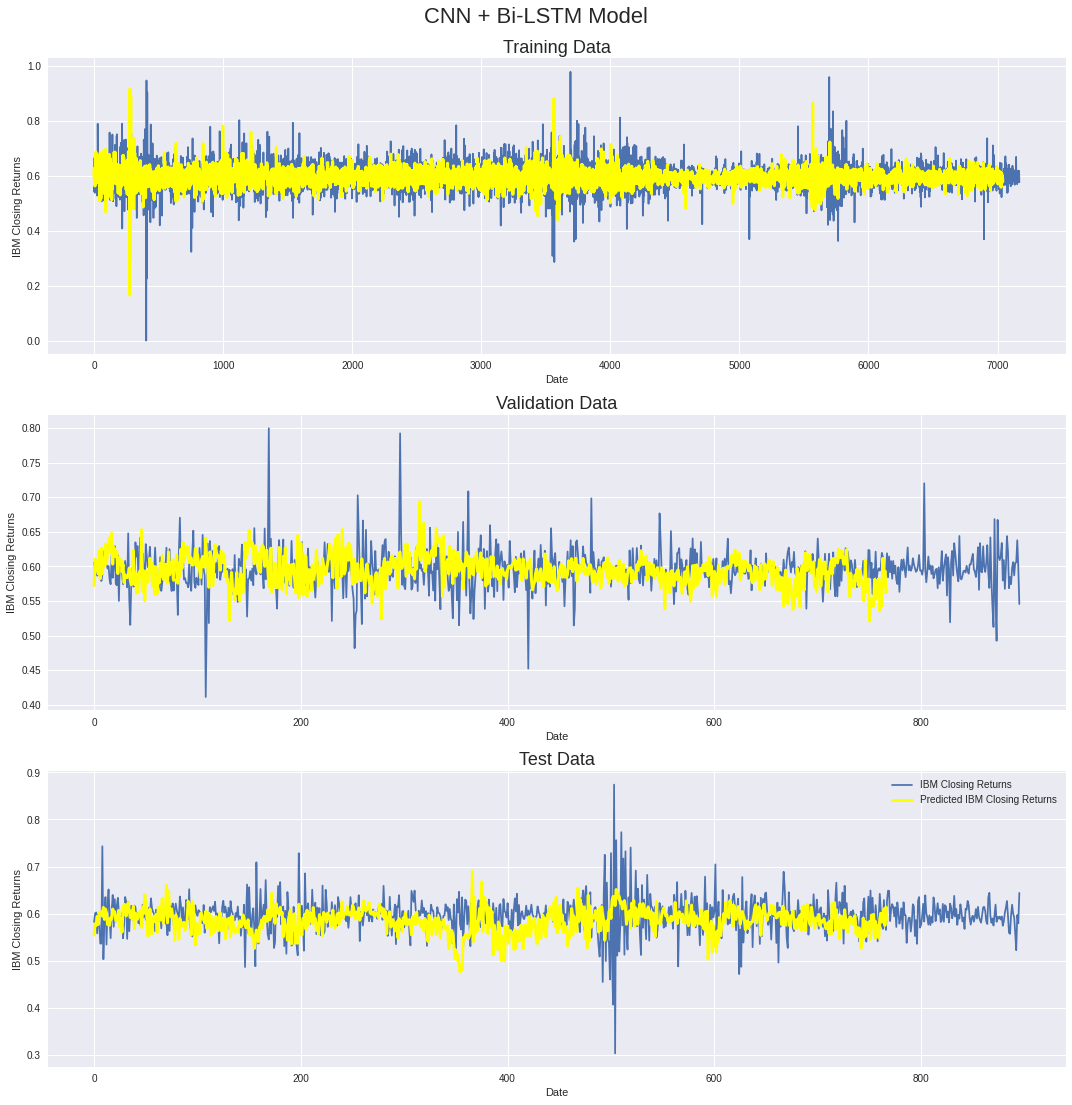 CNN + Bi-LSTM Model
Training Data
IBM Closing Returns
1.0
0.8
0.6
0.4
0.2
0.0
0 1000 2000 3000 4000 5000 6000 7000
Date
Validation Data
IBM Closing Returns
0.80
0.75
0.70
0.65
0.60
0.55
0.50
0.45
0.40
0 200 400 600 800
Date
Test Data
IBM Closing Returns
0.9
0.8
0.7
0.6
0.5
0.4
0.3
IBM Closing Returns
Predicted IBM Closing Returns
0 200 400 600 800
Date